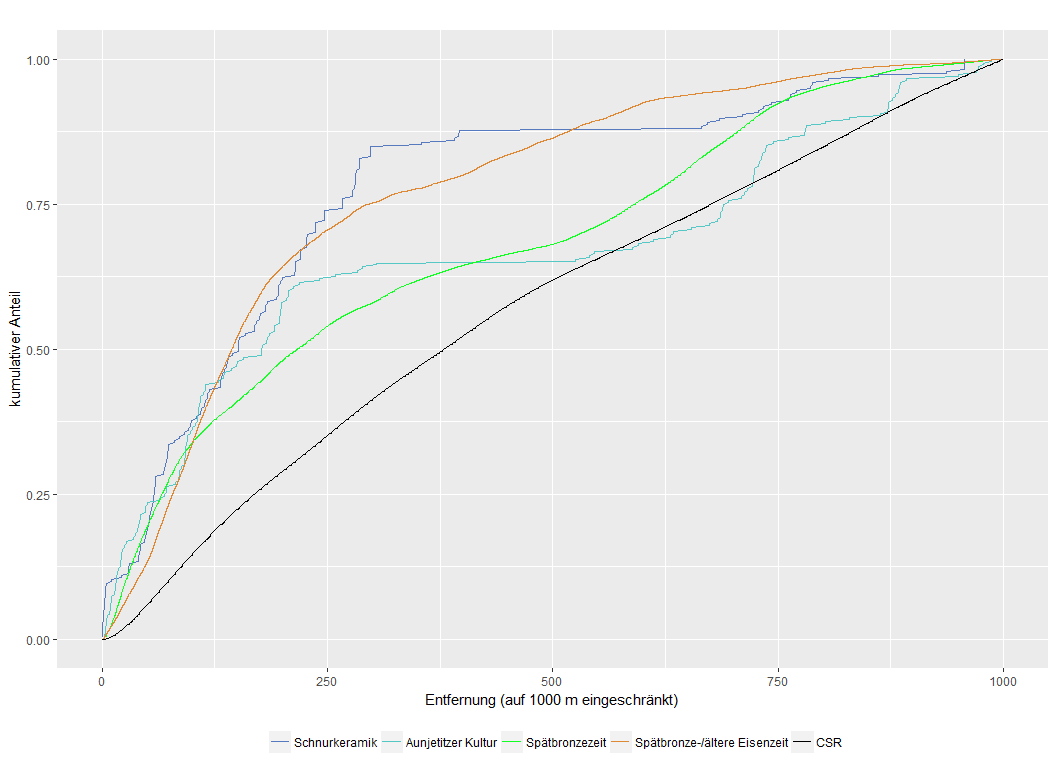 kumulativer Anteil
1.00
0.75
0.50
0.25
0.00
0 250 500 750 1000
Entfernung (auf 1000 m eingeschränkt)
Schnurkeramik Aunjetitzer Kultur Spätbronzezeit Spätbronze-/ältere Eisenzeit CSR